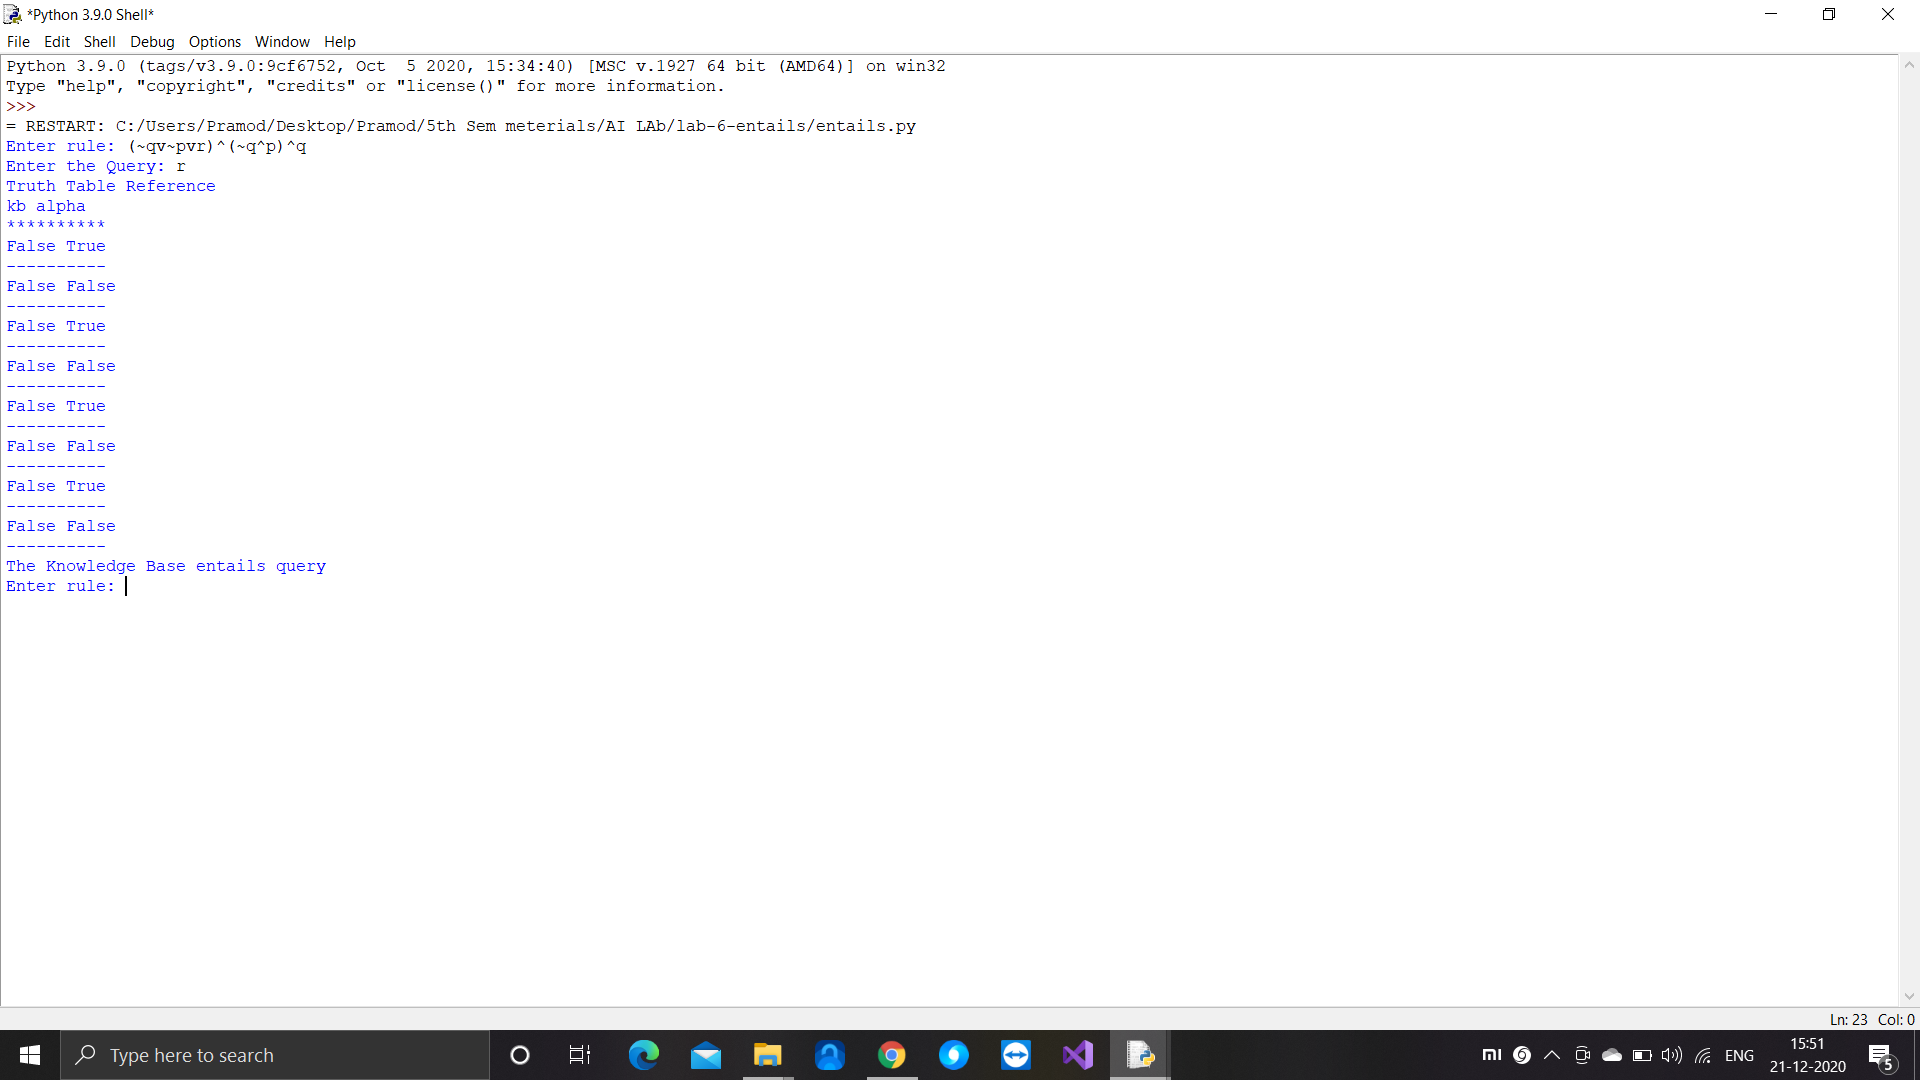 *Python 3.9.0 Shell*
File Edit Shell Debug Options Window Help
Python 3.9.0 (tags/v3.9.0:9cf6752, Oct  5 2020, 15:34:40) [MSC v.1927 64 bit (AMD64)] on win32
Type "help", "copyright", "credits" or "license()" for more information.
>>>
= RESTART: C:/Users/Pramod/Desktop/Pramod/5th Sem meterials/AI LAb/lab-6-entails/entails.py
Enter rule: (~qv~pvr)^(~q^p)^q
Enter the Query: r
Truth Table Reference
kb alpha
**********
False True
----------
False False
----------
False True
----------
False False
----------
False True
----------
False False
----------
False True
----------
False False
----------
The Knowledge Base entails query
Enter rule:
Ln: 23 Col: 0
Type here to search
mi
ENG
15:51
21-12-2020
5